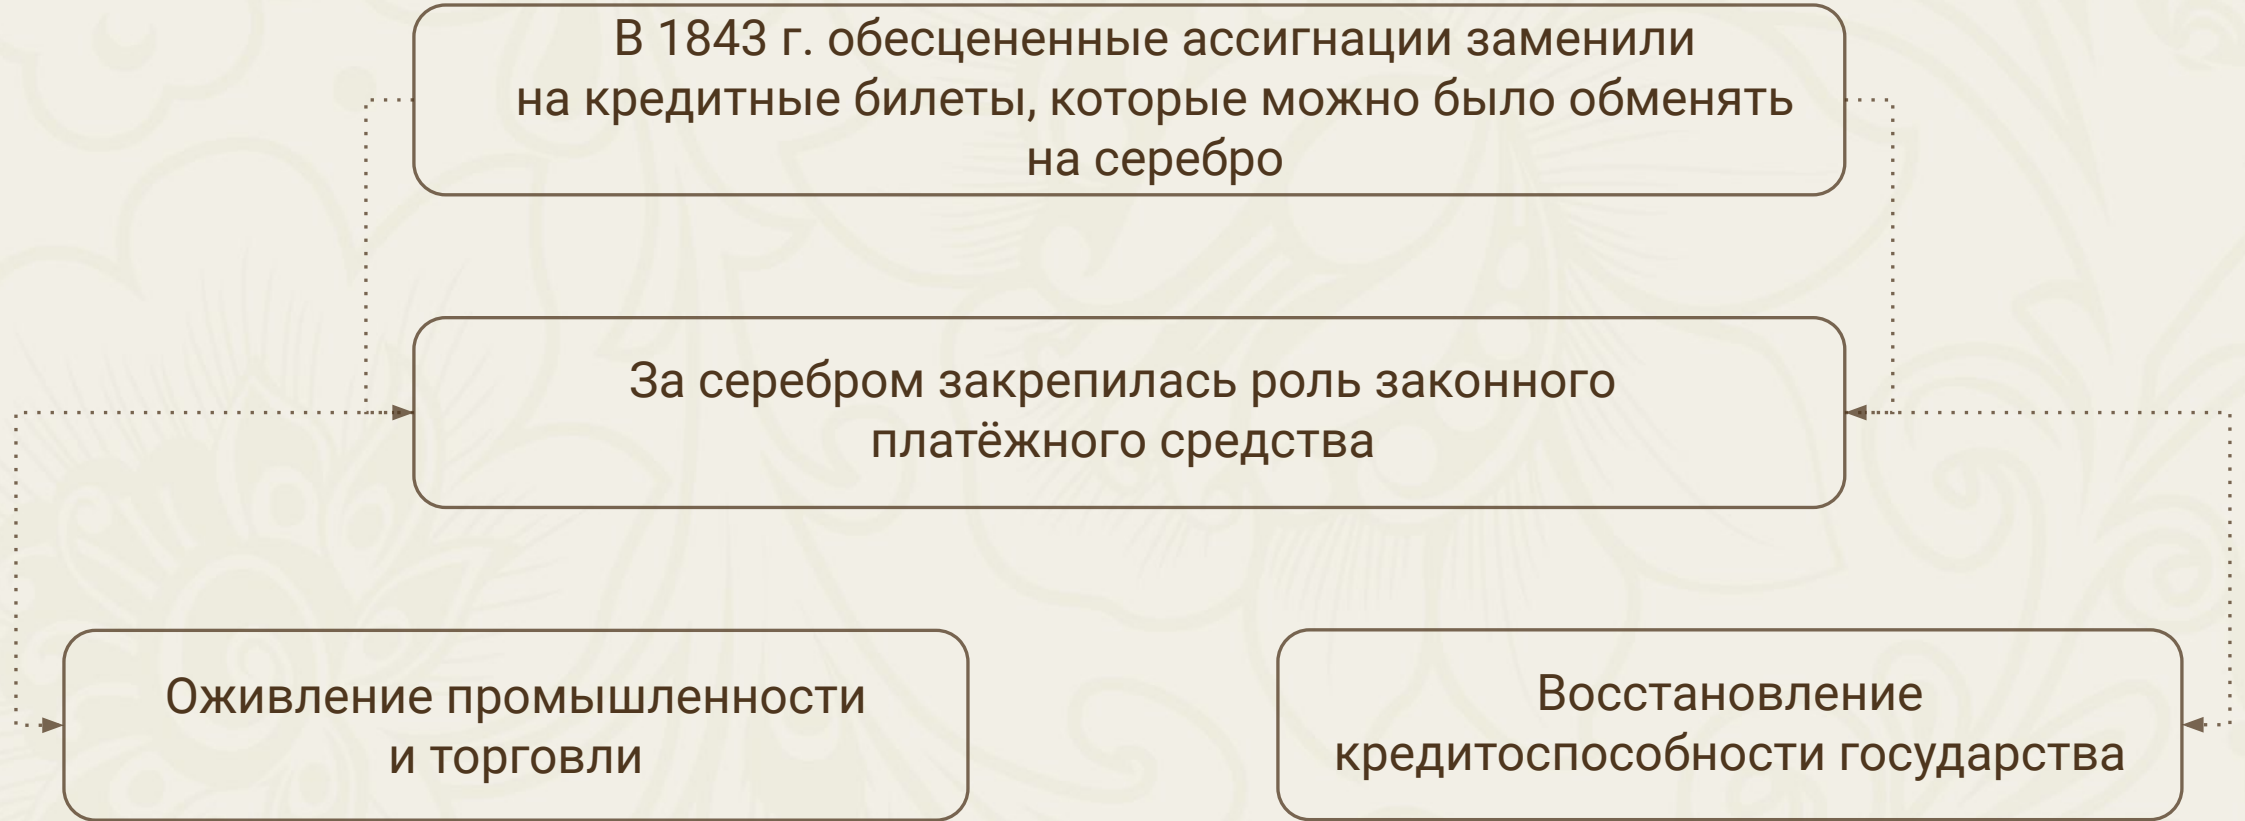 В 1843 г. обесцененные ассигнации заменили
на кредитные билеты, которые можно было обменять
на серебро
За серебром закрепилась роль законного
платёжного средства
Оживление промышленности
и торговли
Восстановление
кредитоспособности государства